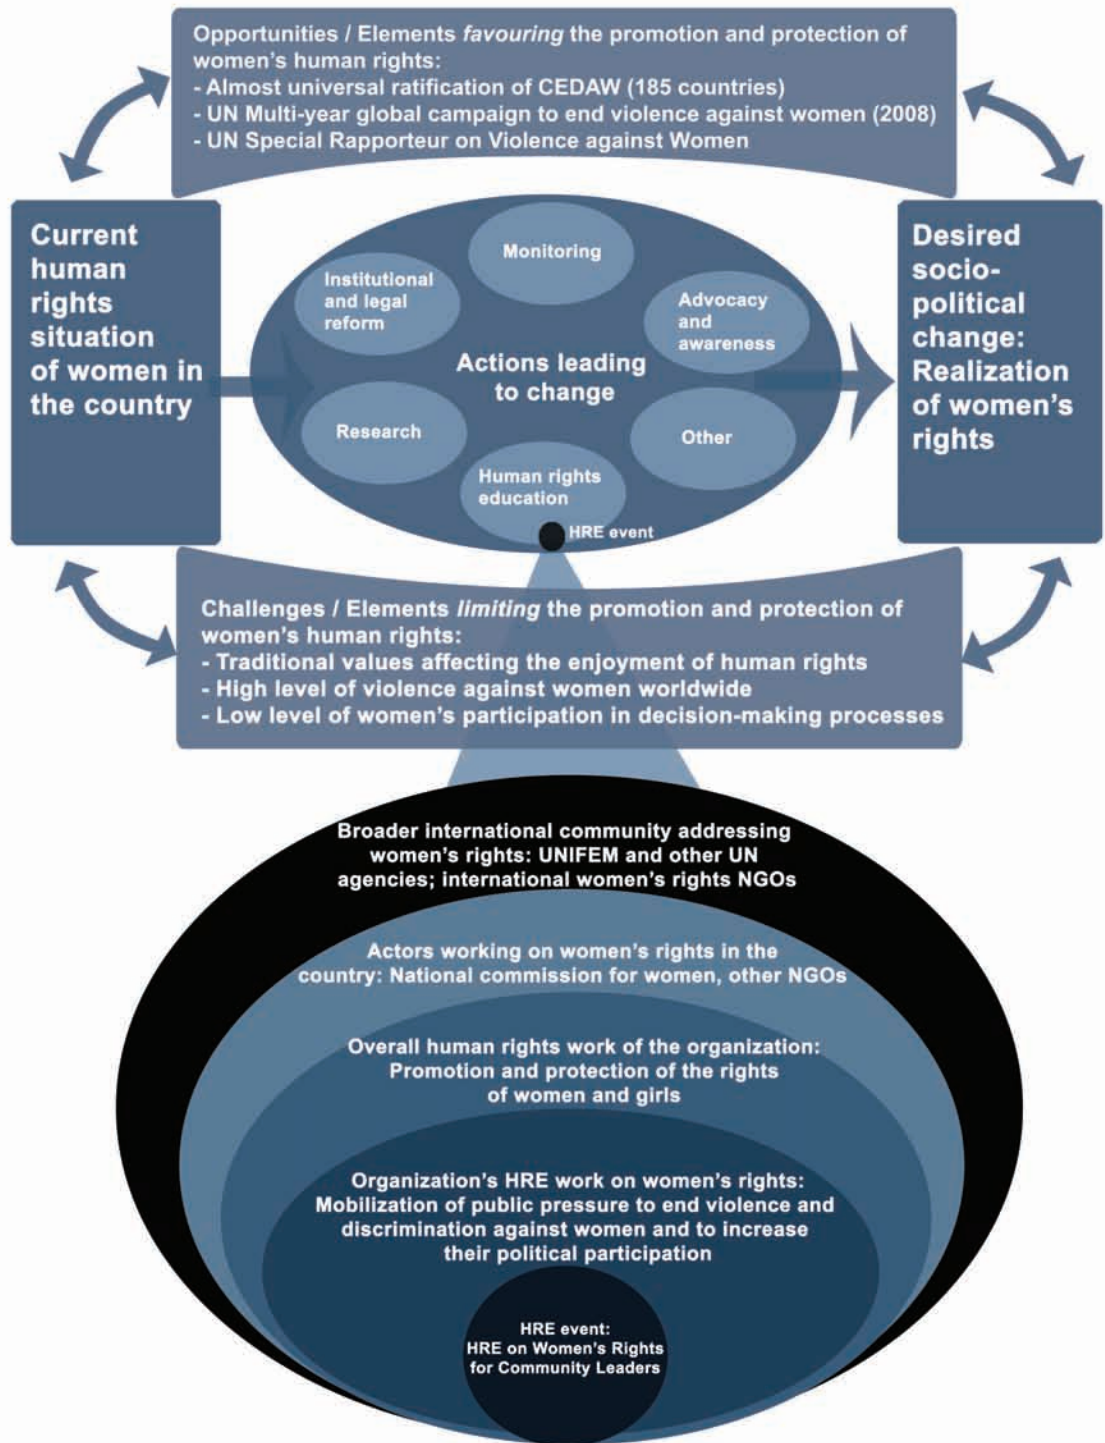 Opportunities / Elements favouring the promotion and protection of
women's human rights:
- Almost universal ratification of CEDAW (185 countries)
- UN Multi-year global campaign to end violence against women (2008)
- UN Special Rapporteur on Violence against Women
Current
human
rights
situation
of women in
the country
Monitoring
Institutional
and legal
reform
Advocacy
and
awareness
Actions leading
to change
Research
Other
Human rights
education
HRE event
Desired
socio-
political
change:
Realization
of women's
rights
Challenges / Elements limiting the promotion and protection of
women's human rights:
- Traditional values affecting the enjoyment of human rights
- High level of violence against women worldwide
- Low level of women's participation in decision-making processes
Broader international community addressing
women's rights: UNIFEM and other UN
agencies; international women's rights NGOs
Actors working on women's rights in the
country: National commission for women, other NGOs
Overall human rights work of the organization:
Promotion and protection of the rights
of women and girls
Organization's HRE work on women's rights:
Mobilization of public pressure to end violence and
discrimination against women and to increase
their political participation
HRE event:
HRE on Women's Rights
for Community Leaders